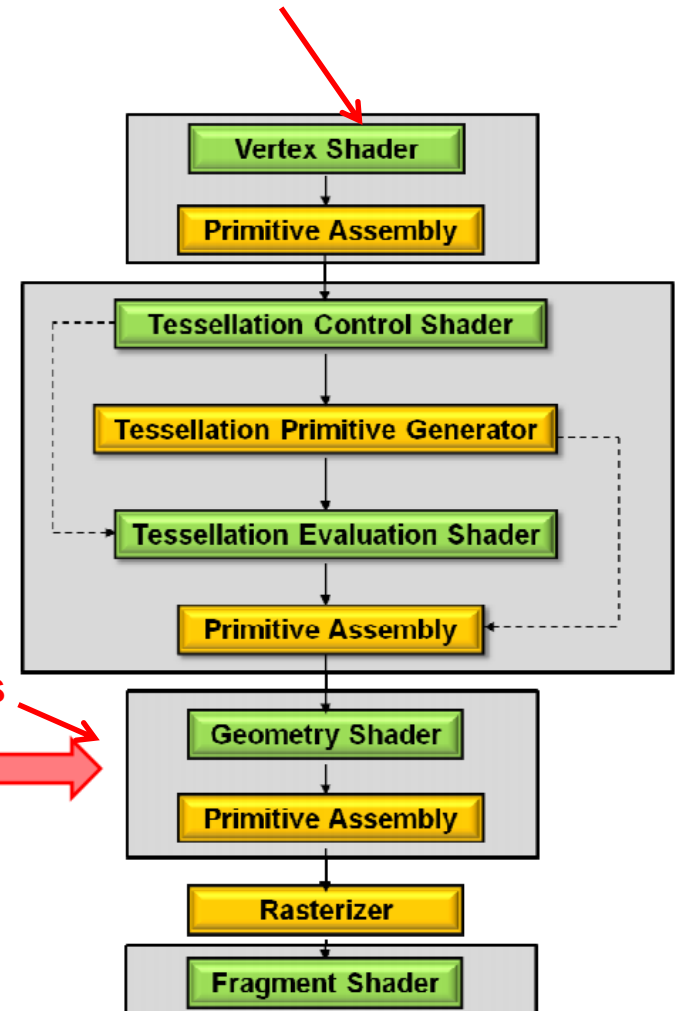 Vertex Shader
Primitive Assembly
Tessellation Control Shader
Tessellation Primitive Generator
Tessellation Evaluation Shader
Primitive Assembly
Geometry Shader
Primitive Assembly
Rasterizer
Fragment Shader